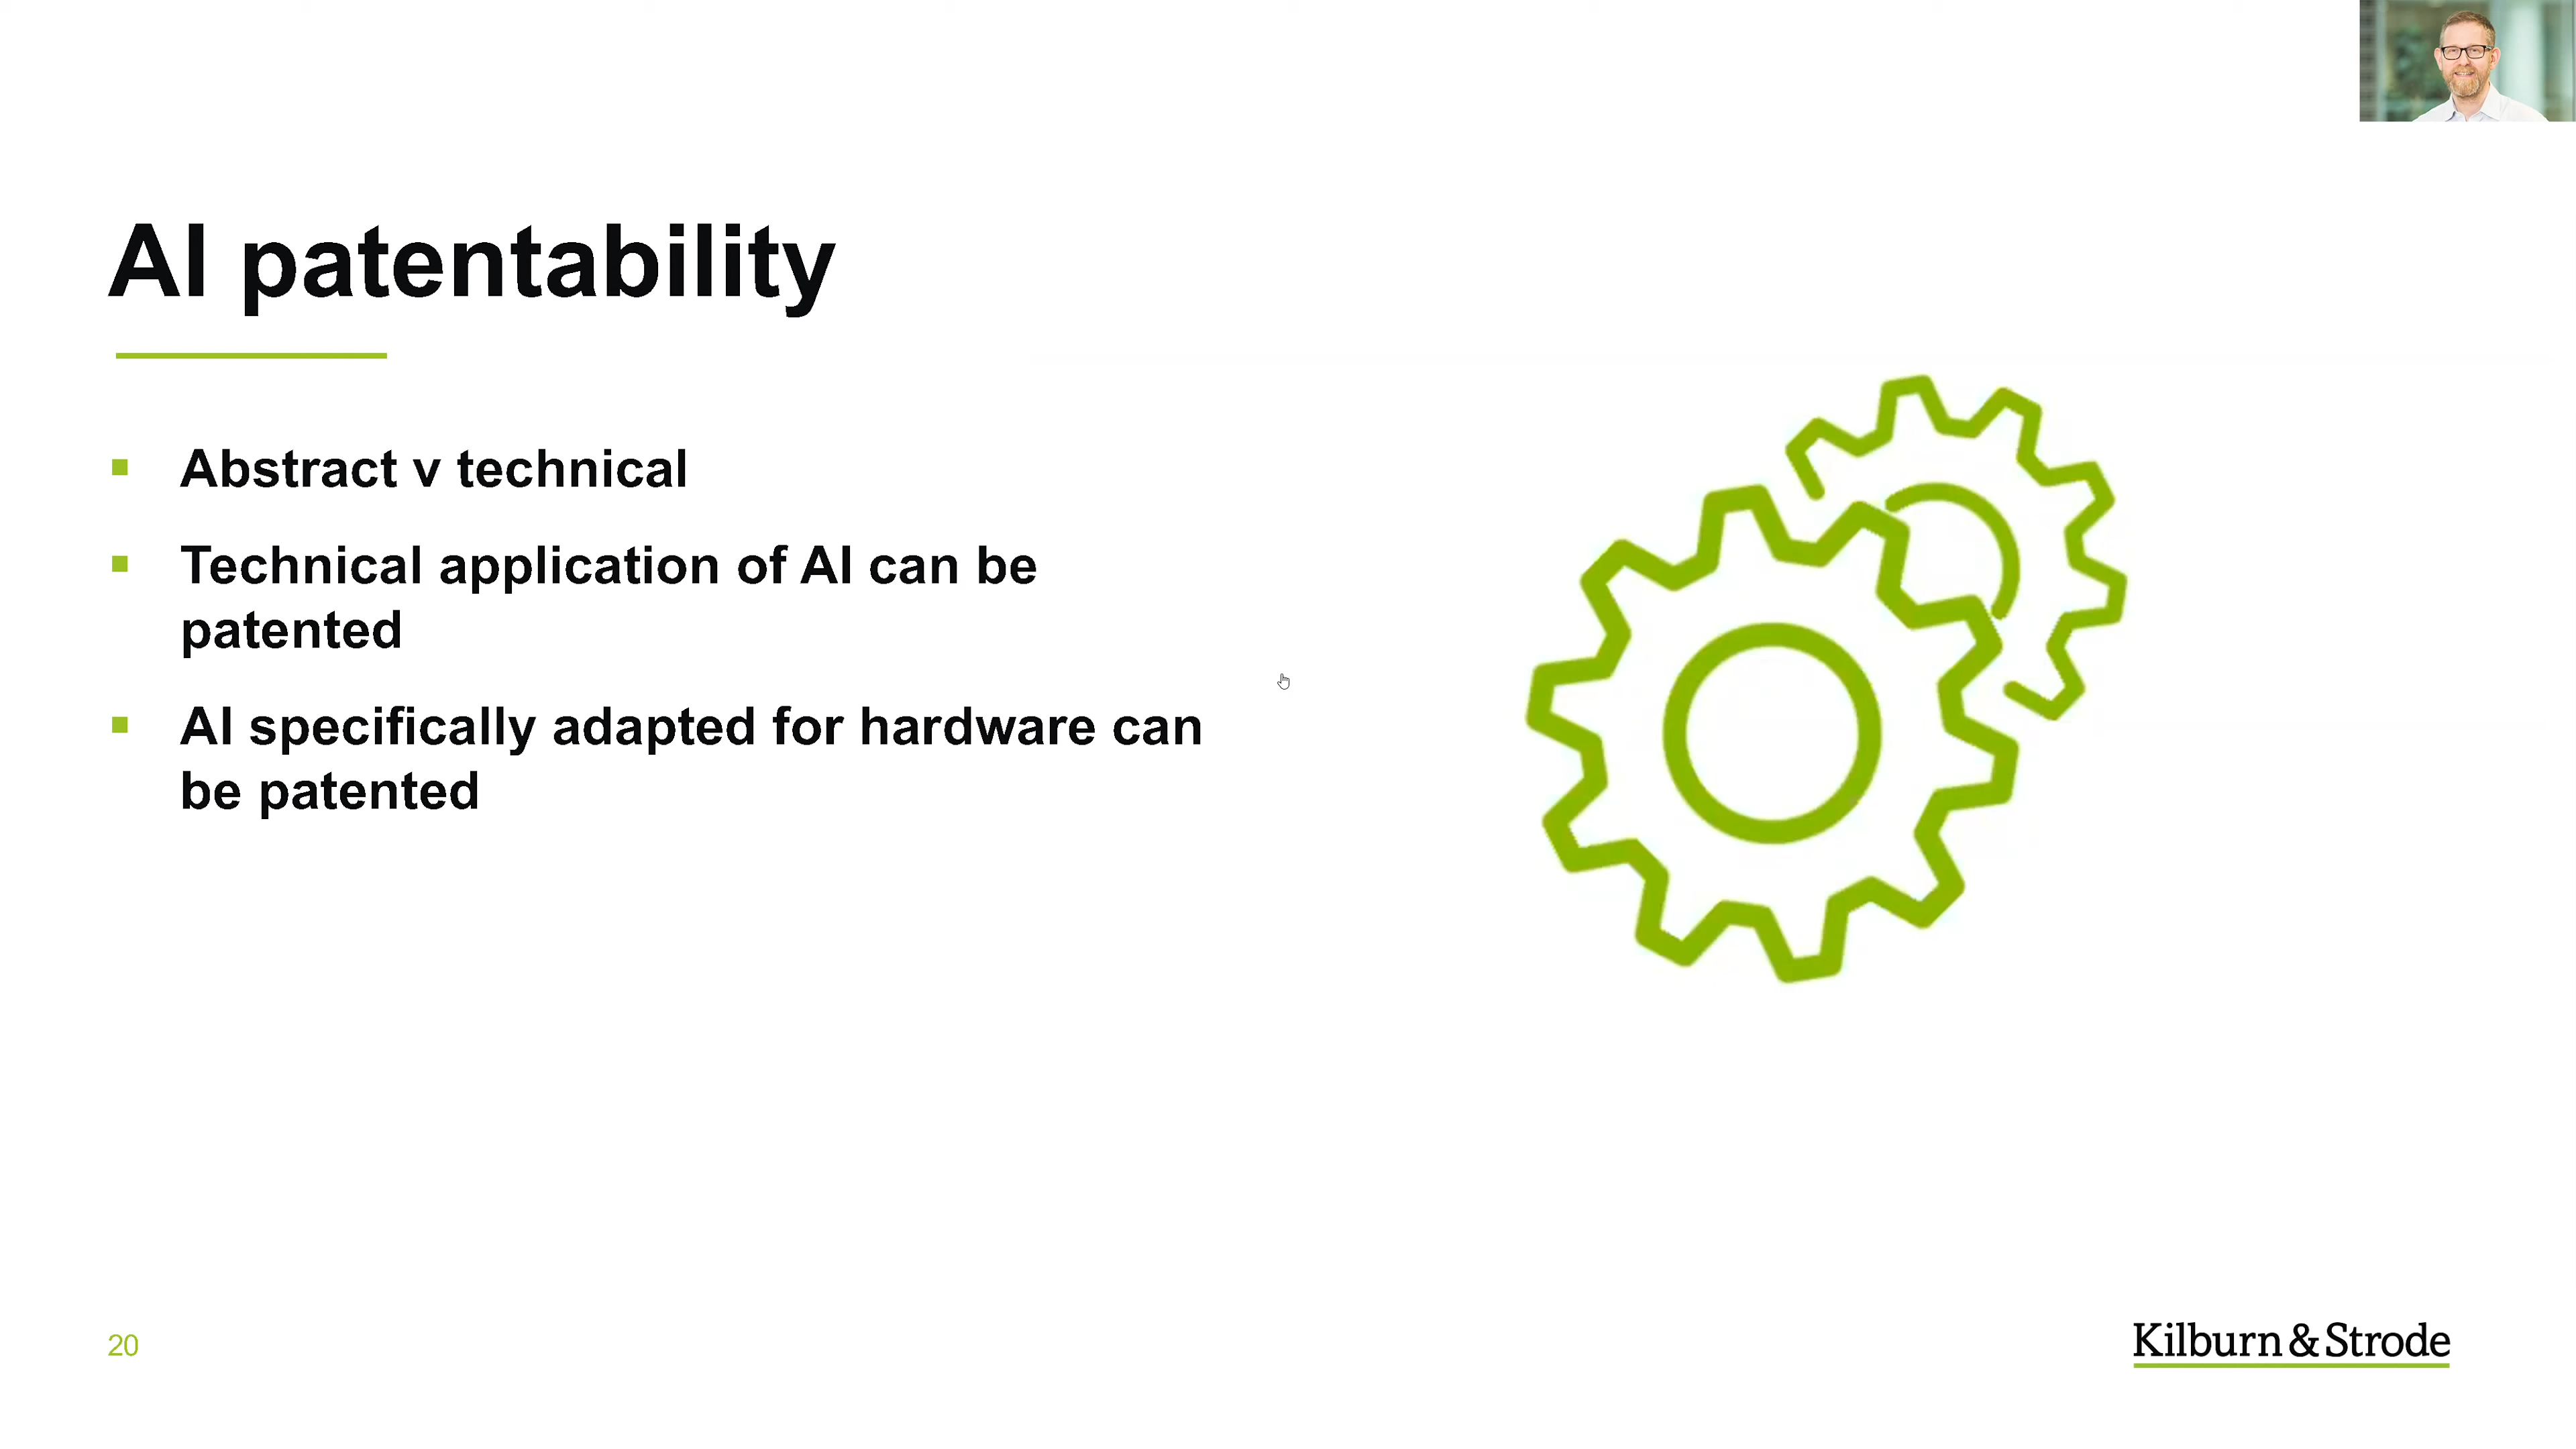 AI patentability
Abstract v technical
Technical application of AI can be
patented
AI specifically adapted for hardware can
be patented
20
Kilburn & Strode